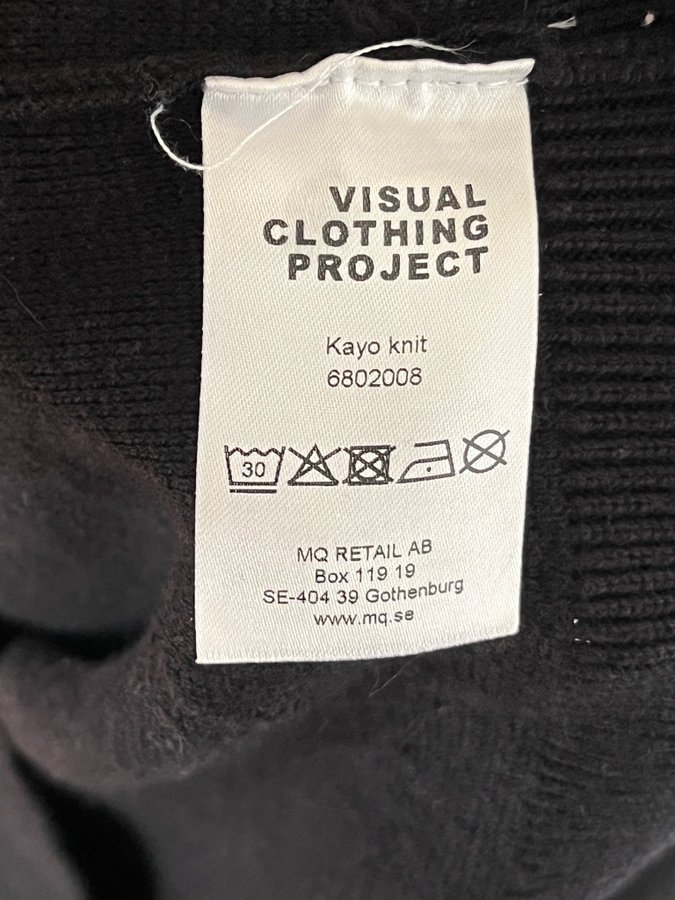 VISUAL
CLOTHING
PROJECT
Kayo knit
6802008
30
MQ RETAIL AB
Box 119 19
SE-404 39 Gothenburg
www.mq.se